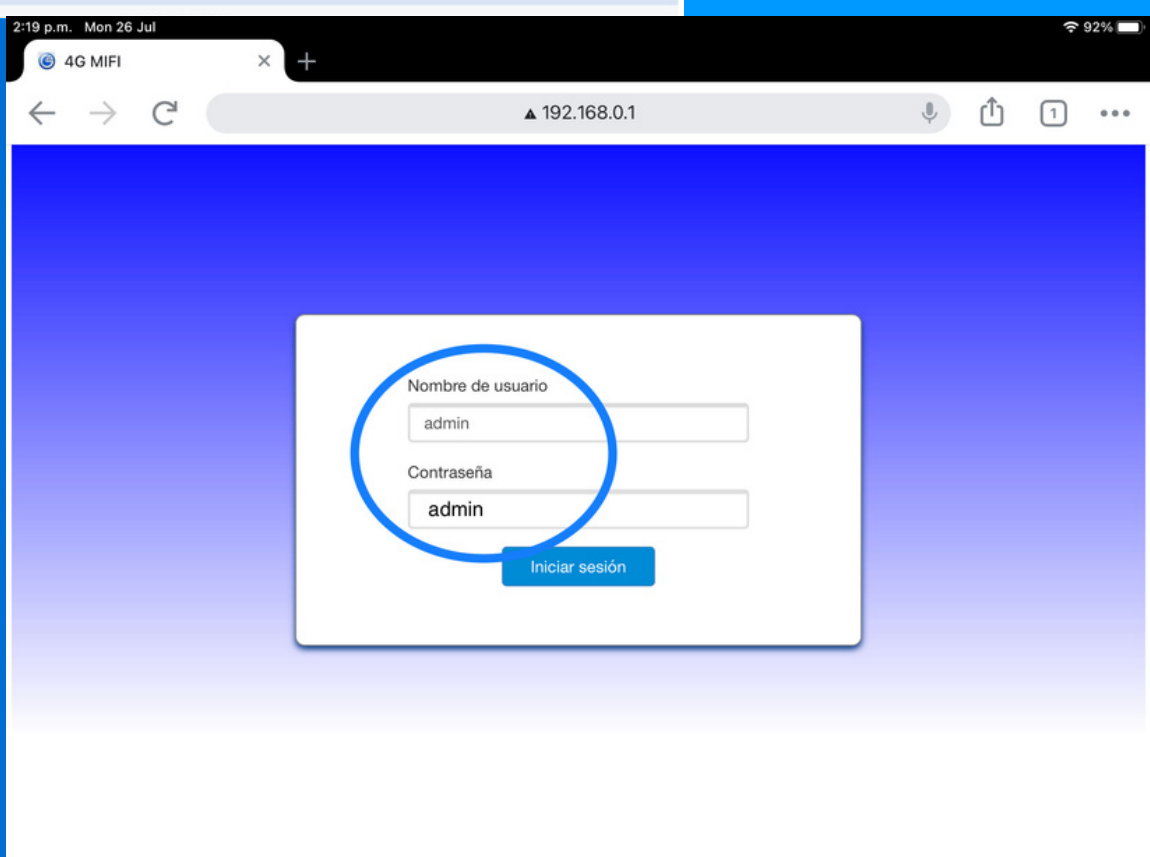 2:19 p.m. Mon 26 Jul
92%
4G MIFI
192.168.0.1
1
Nombre de usuario
admin
Contraseña
admin
Iniciar sesión